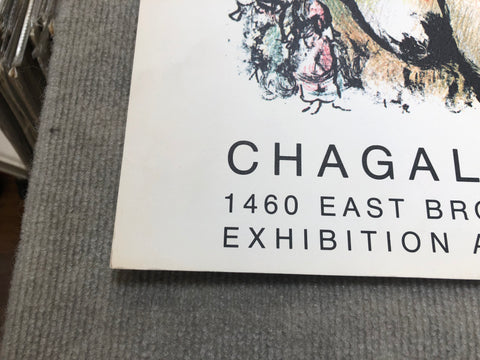 CHAGAL
1460 EAST BRO
EXHIBITION A